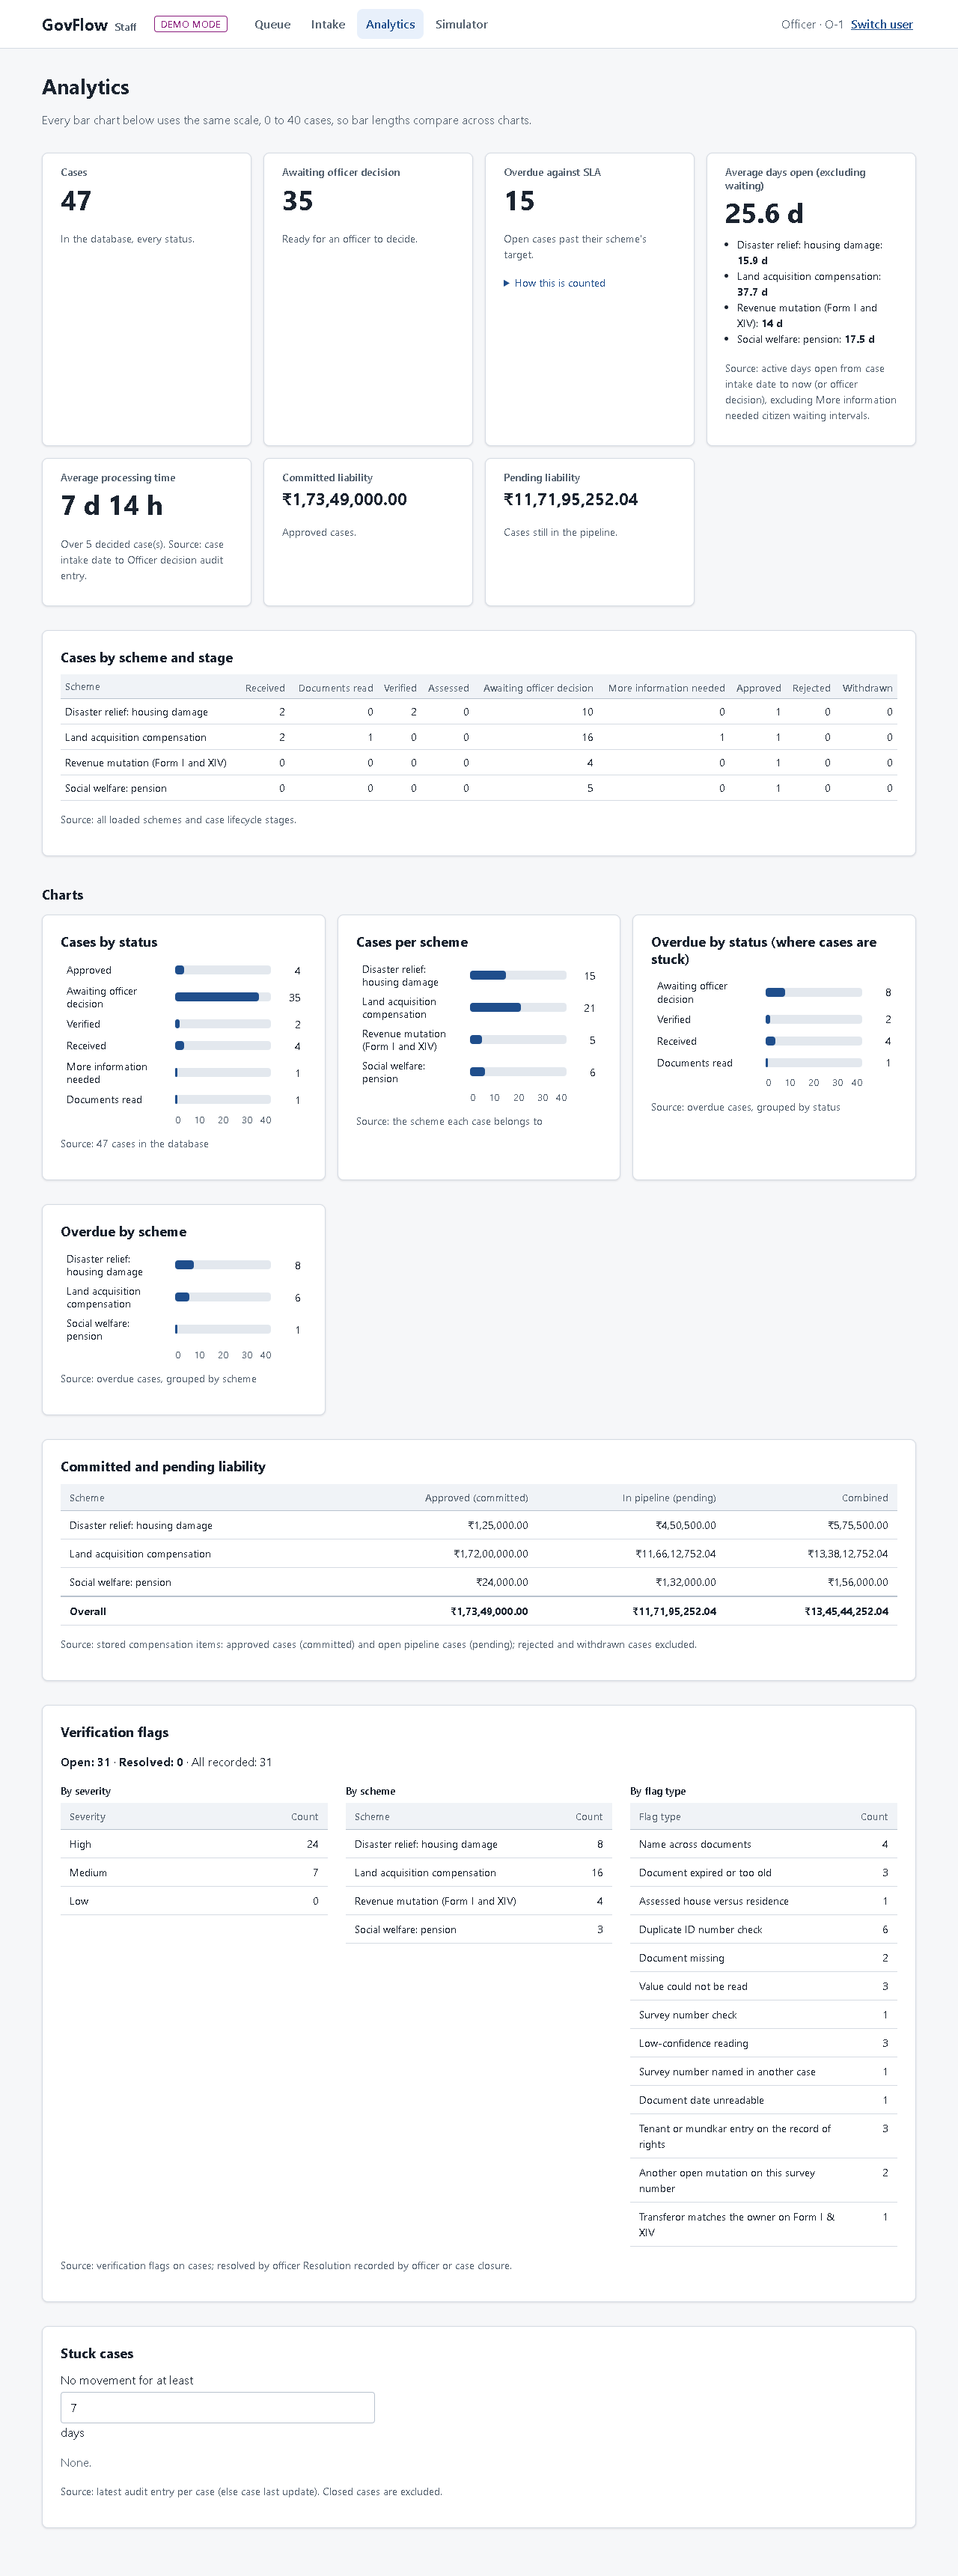 GovFlow Staff DEMO MODE Queue Intake Analytics Simulator Officer · O-1 Switch user
Analytics
Every bar chart below uses the same scale, 0 to 40 cases, so bar lengths compare across charts.
Cases
47
In the database, every status.
Awaiting officer decision
35
Ready for an officer to decide.
Overdue against SLA
15
Open cases past their scheme's
target.
▶ How this is counted
Average days open (excluding
waiting)
25.6 d
• Disaster relief: housing damage:
15.9 d
• Land acquisition compensation:
37.7 d
• Revenue mutation (Form I and
XIV): 14 d
• Social welfare: pension: 17.5 d
Source: active days open from case
intake date to now (or officer
decision), excluding More information
needed citizen waiting intervals.
Average processing time
7 d 14 h
Over 5 decided case(s). Source: case
intake date to Officer decision audit
entry.
Committed liability
₹1,73,49,000.00
Approved cases.
Pending liability
₹11,71,95,252.04
Cases still in the pipeline.
Cases by scheme and stage
Scheme Received Documents read Verified Assessed Awaiting officer decision More information needed Approved Rejected Withdrawn
Disaster relief: housing damage 2 0 2 0 10 0 1 0 0
Land acquisition compensation 2 1 0 0 16 1 1 0 0
Revenue mutation (Form I and XIV) 0 0 0 0 4 0 1 0 0
Social welfare: pension 0 0 0 0 5 0 1 0 0
Source: all loaded schemes and case lifecycle stages.
Charts
Cases by status
Approved 4
Awaiting officer
decision 35
Verified 2
Received 4
More information
needed 1
Documents read 1
0 10 20 30 40
Source: 47 cases in the database
Cases per scheme
Disaster relief:
housing damage 15
Land acquisition
compensation 21
Revenue mutation
(Form I and XIV) 5
Social welfare:
pension 6
0 10 20 30 40
Source: the scheme each case belongs to
Overdue by status (where cases are
stuck)
Awaiting officer
decision 8
Verified 2
Received 4
Documents read 1
0 10 20 30 40
Source: overdue cases, grouped by status
Overdue by scheme
Disaster relief:
housing damage 8
Land acquisition
compensation 6
Social welfare:
pension 1
0 10 20 30 40
Source: overdue cases, grouped by scheme
Committed and pending liability
Scheme Approved (committed) In pipeline (pending) Combined
Disaster relief: housing damage ₹1,25,000.00 ₹4,50,500.00 ₹5,75,500.00
Land acquisition compensation ₹1,72,00,000.00 ₹11,66,12,752.04 ₹13,38,12,752.04
Social welfare: pension ₹24,000.00 ₹1,32,000.00 ₹1,56,000.00
Overall ₹1,73,49,000.00 ₹11,71,95,252.04 ₹13,45,44,252.04
Source: stored compensation items: approved cases (committed) and open pipeline cases (pending); rejected and withdrawn cases excluded.
Verification flags
Open: 31 · Resolved: 0 · All recorded: 31
By severity
Severity Count
High 24
Medium 7
Low 0
By scheme
Scheme Count
Disaster relief: housing damage 8
Land acquisition compensation 16
Revenue mutation (Form I and XIV) 4
Social welfare: pension 3
By flag type
Flag type Count
Name across documents 4
Document expired or too old 3
Assessed house versus residence 1
Duplicate ID number check 6
Document missing 2
Value could not be read 3
Survey number check 1
Low-confidence reading 3
Survey number named in another case 1
Document date unreadable 1
Tenant or mundkar entry on the record of 3
rights
Another open mutation on this survey 2
number
Transferor matches the owner on Form I & 1
XIV
Source: verification flags on cases; resolved by officer Resolution recorded by officer or case closure.
Stuck cases
No movement for at least
7
days
None.
Source: latest audit entry per case (else case last update). Closed cases are excluded.